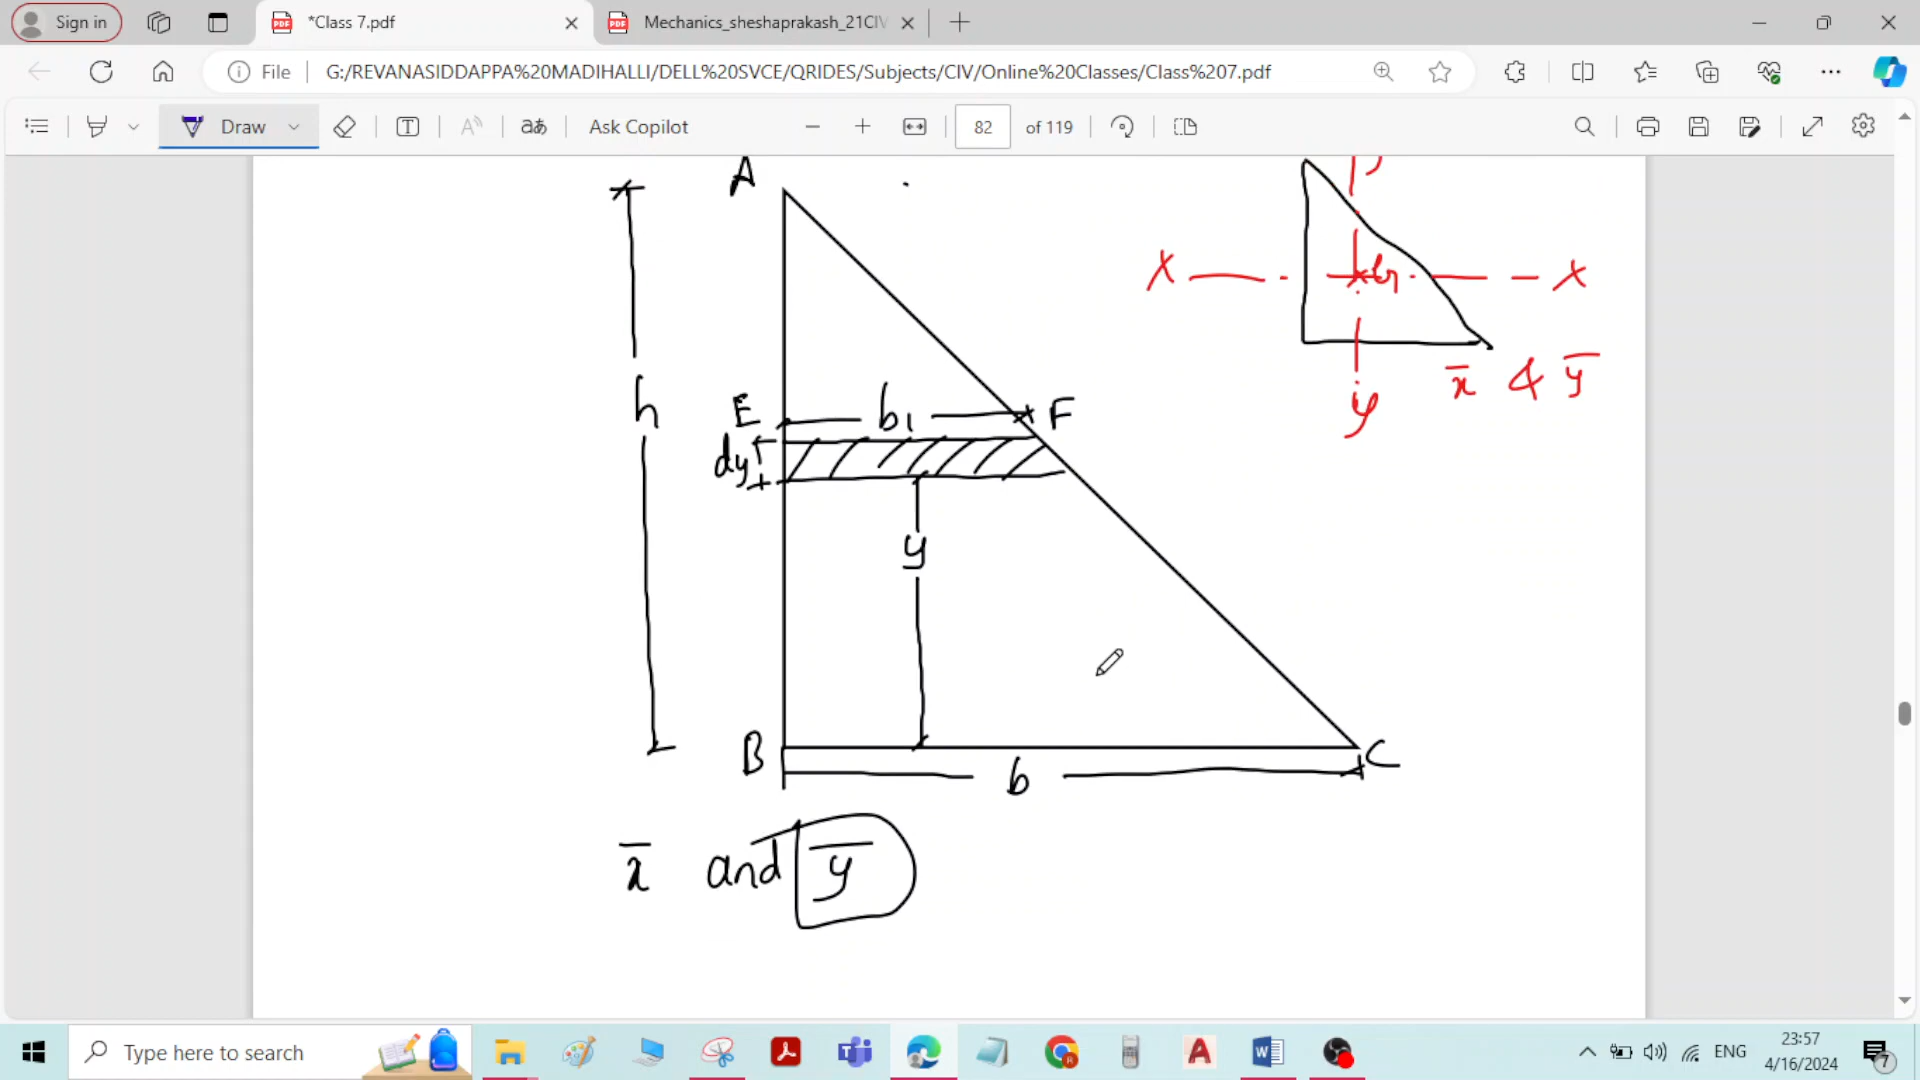 Sign in
*Class 7.pdf
Mechanics_sheshaprakash_21CIV
File
G:/REVANASIDDAPPA%20MADIHALLI/DELL%20SVCE/QRIDES/Subjects/CIV/Online%20Classes/Class%207.pdf
Draw
Ask Copilot
82 of 119
A
X
G
X
h
E
b1
F
x̄ & ȳ
y
dy
y
B
C
b
x̄ and ȳ
Type here to search
ENG
23:57
4/16/2024
7